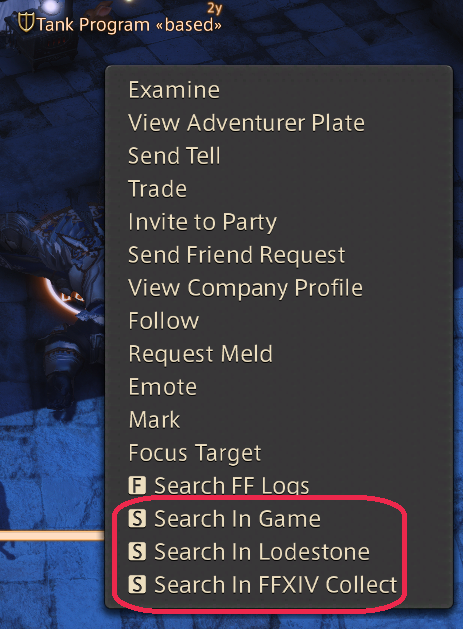 2y
Tank Program «based»
Examine
View Adventurer Plate
Send Tell
Trade
Invite to Party
Send Friend Request
View Company Profile
Follow
Request Meld
Emote
Mark
Focus Target
F Search FF Logs
S Search In Game
S Search In Lodestone
S Search In FFXIV Collect